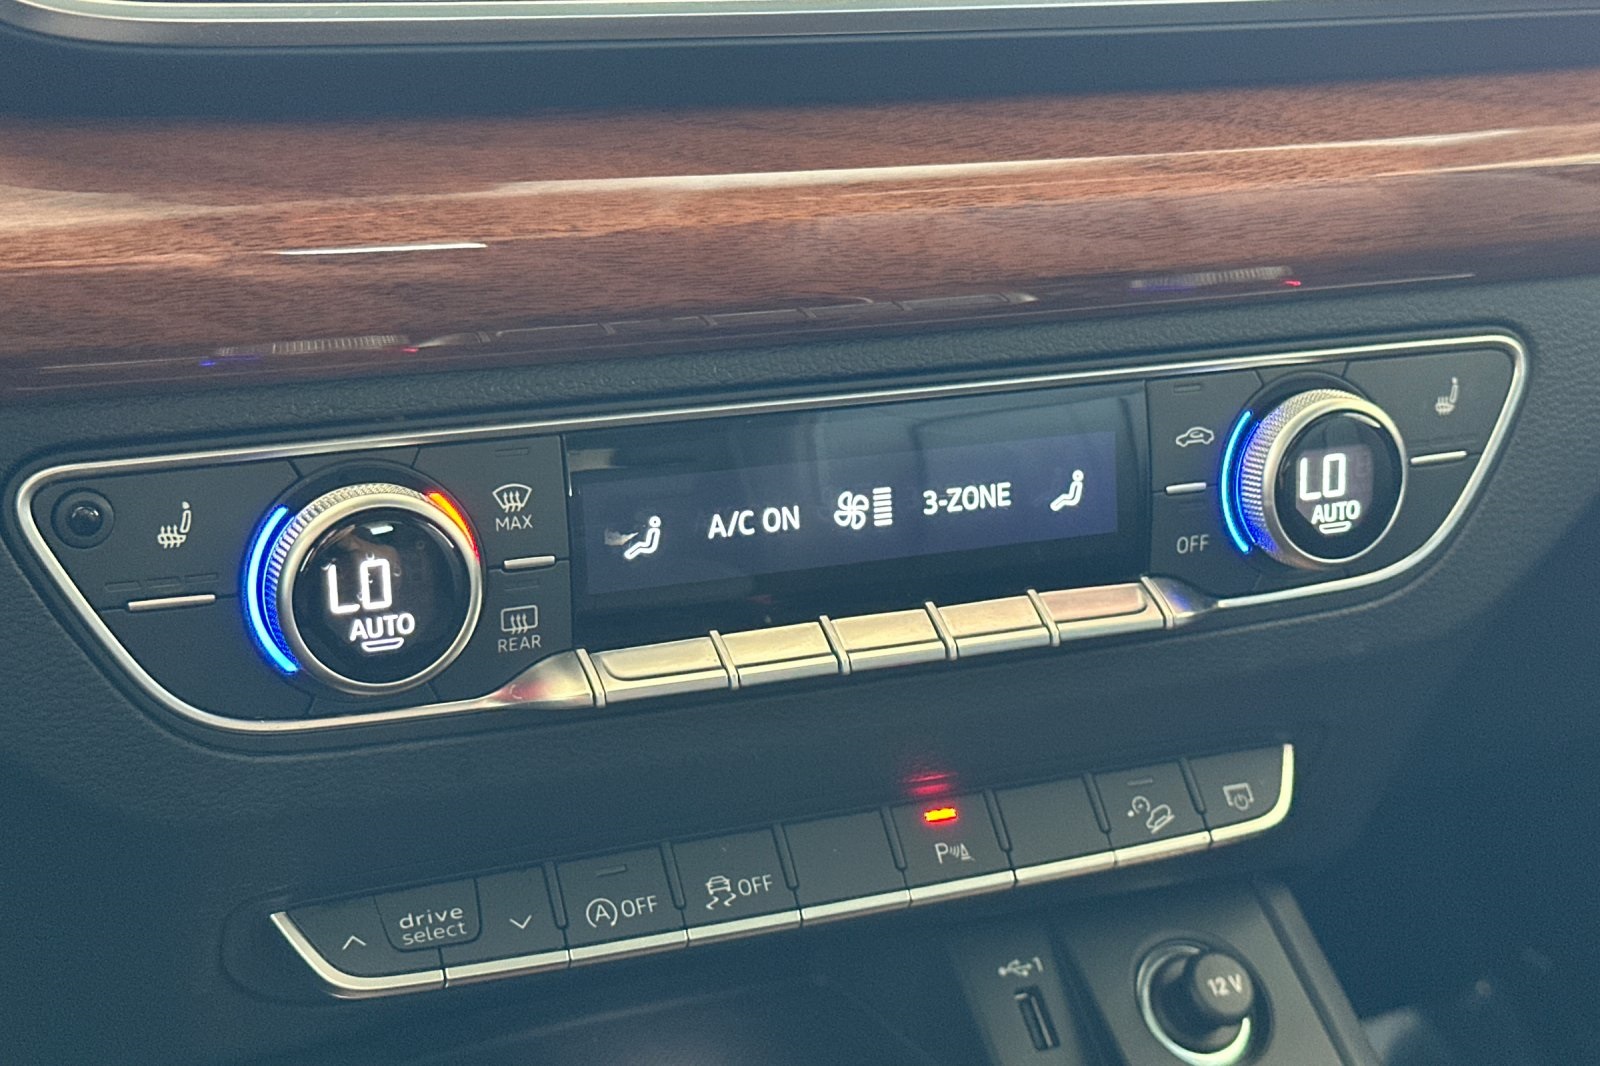 MAX
LO
AUTO
REAR
A/C ON
3-ZONE
LO
AUTO
OFF
drive
select
A OFF
OFF
P
1
12V